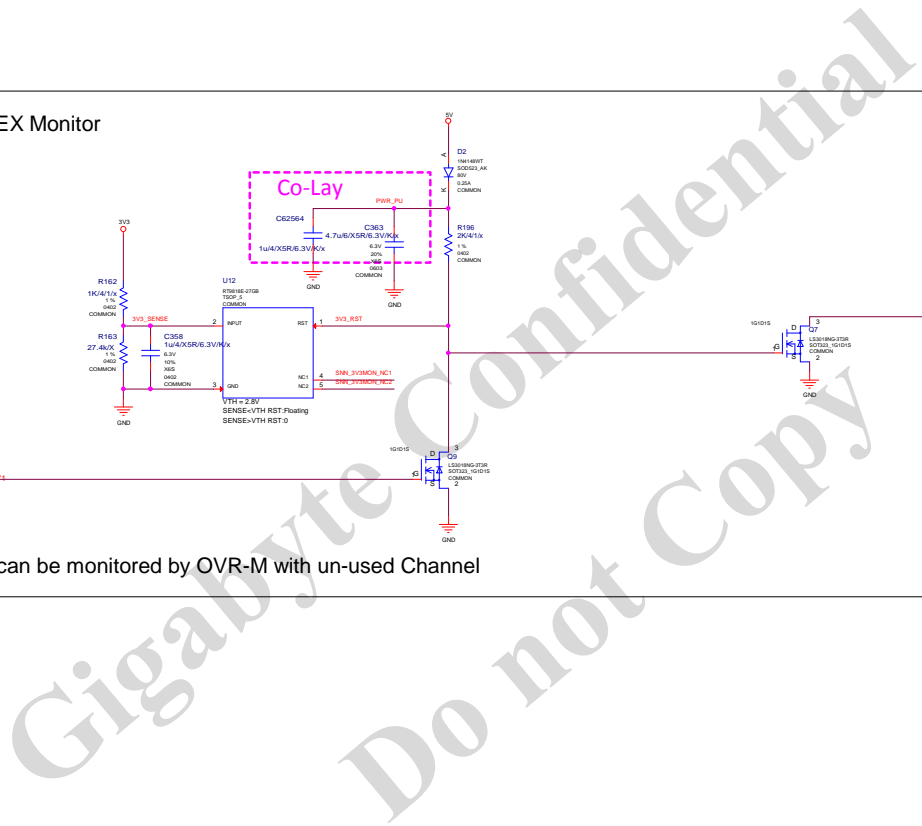 EX Monitor
5V
A
D2
1N4148WT
SOD523_AK
80V
0.25A
COMMON
K
Co-Lay
PWR_PU
C62564
1u/4/X5R/6.3V/K/x
GND
C363
4.7u/6/X5R/6.3V/K/x
6.3V
20%
X6S
0603
COMMON
GND
R196
2K/4/1/x
1 %
0402
COMMON
3V3
R162
1K/4/1/x
1 %
0402
COMMON
3V3_SENSE
R163
27.4k/X
1 %
0402
COMMON
C358
1u/4/X5R/6.3V/K/x
6.3V
10%
X6S
0402
COMMON
GND
U12
RT9818E-27GB
TSOP_5
COMMON
2 INPUT
RST 1 3V3_RST
NC1 4 SNN_3V3MON_NC1
NC2 5 SNN_3V3MON_NC2
3 GND
VTH = 2.8V
SENSE<VTH RST:Floating
SENSE>VTH RST:0
1G1D1S
D 3
Q7
LS3018NG-3T3R
SOT323_1G1D1S
COMMON
1 G
S 2
GND
1G1D1S
D 3
Q9
LS3018NG-3T3R
SOT323_1G1D1S
COMMON
1 G
S 2
GND
can be monitored by OVR-M with un-used Channel
Gigabyte Confidential
Do not Copy